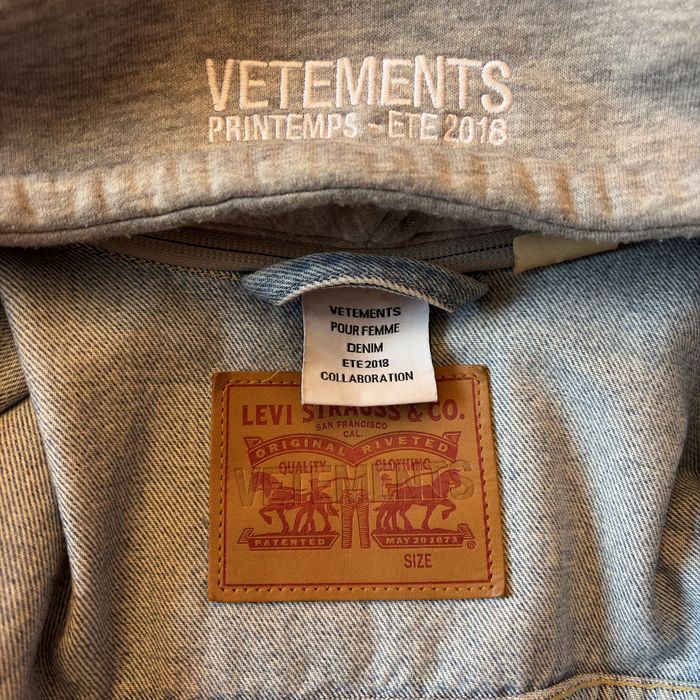 VETEMENTS
PRINTEMPS - ETE 2018
VETEMENTS
POUR FEMME
DENIM
ETE 2018
COLLABORATION
LEVI STRAUSS & CO.
SAN FRANCISCO
CAL.
ORIGINAL RIVETED
QUALITY CLOTHING
VETEMENTS
PATENTED MAY 20 1873
SIZE